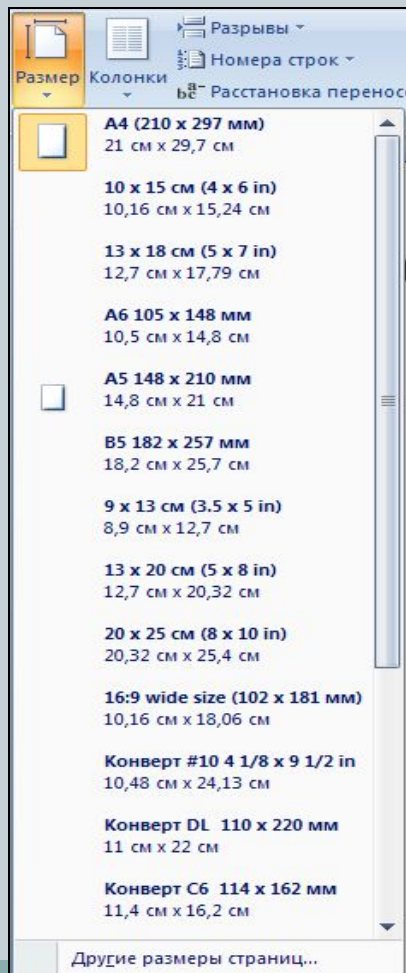 Размер
Колонки
Разрывы
Номера строк
Расстановка перенос
A4 (210 x 297 мм)
21 см x 29,7 см
10 x 15 см (4 x 6 in)
10,16 см x 15,24 см
13 x 18 см (5 x 7 in)
12,7 см x 17,79 см
A6 105 x 148 мм
10,5 см x 14,8 см
A5 148 x 210 мм
14,8 см x 21 см
B5 182 x 257 мм
18,2 см x 25,7 см
9 x 13 см (3.5 x 5 in)
8,9 см x 12,7 см
13 x 20 см (5 x 8 in)
12,7 см x 20,32 см
20 x 25 см (8 x 10 in)
20,32 см x 25,4 см
16:9 wide size (102 x 181 мм)
10,16 см x 18,06 см
Конверт #10 4 1/8 x 9 1/2 in
10,48 см x 24,13 см
Конверт DL  110 x 220 мм
11 см x 22 см
Конверт C6  114 x 162 мм
11,4 см x 16,2 см
Другие размеры страниц...